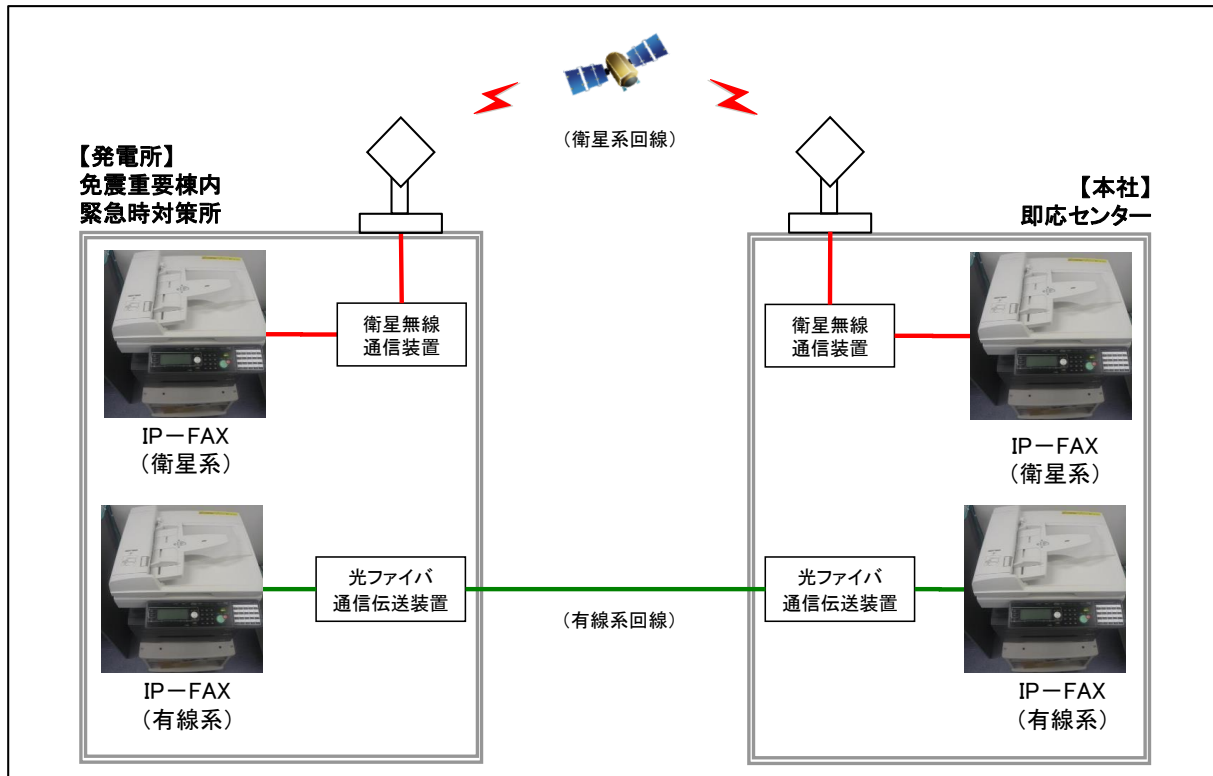 （衛星系回線）
【発電所】
免震重要棟内
緊急時対策所
【本社】
即応センター
衛星無線
通信装置
衛星無線
通信装置
IP－FAX
（衛星系）
IP－FAX
（衛星系）
光ファイバ
通信伝送装置
（有線系回線）
光ファイバ
通信伝送装置
IP－FAX
（有線系）
IP－FAX
（有線系）